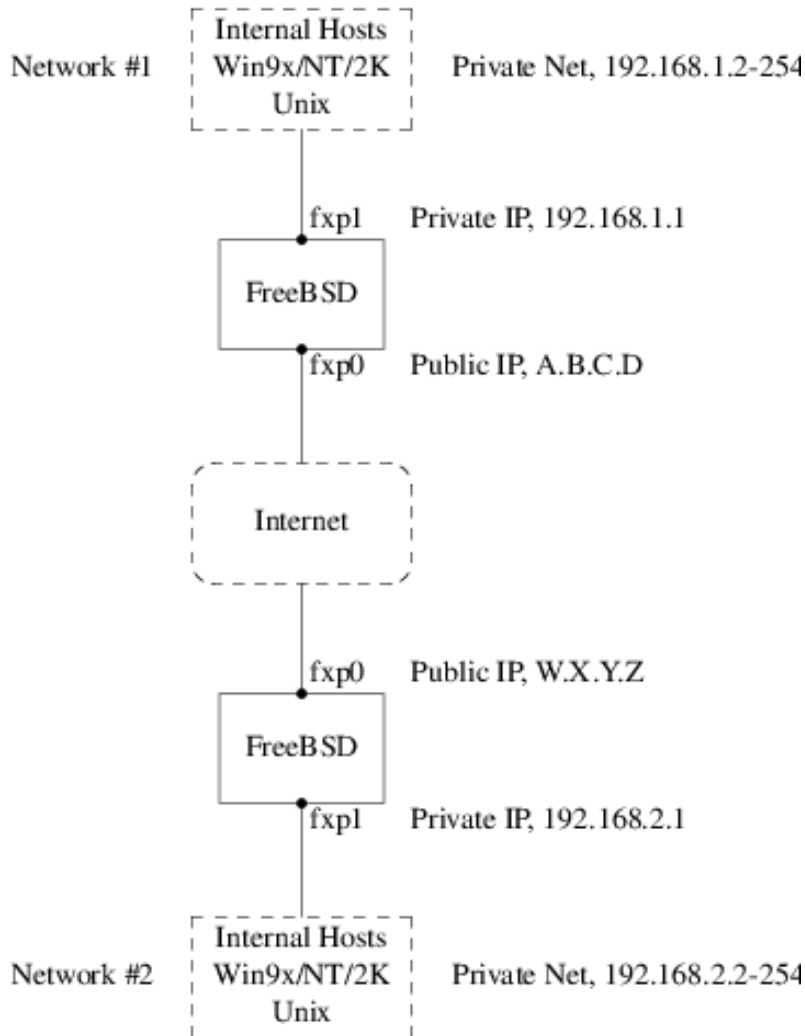 Internal Hosts
Network #1 Win9x/NT/2K Private Net, 192.168.1.2-254
Unix
fxp1 Private IP, 192.168.1.1
FreeBSD
fxp0 Public IP, A.B.C.D
Internet
fxp0 Public IP, W.X.Y.Z
FreeBSD
fxp1 Private IP, 192.168.2.1
Internal Hosts
Network #2 Win9x/NT/2K Private Net, 192.168.2.2-254
Unix